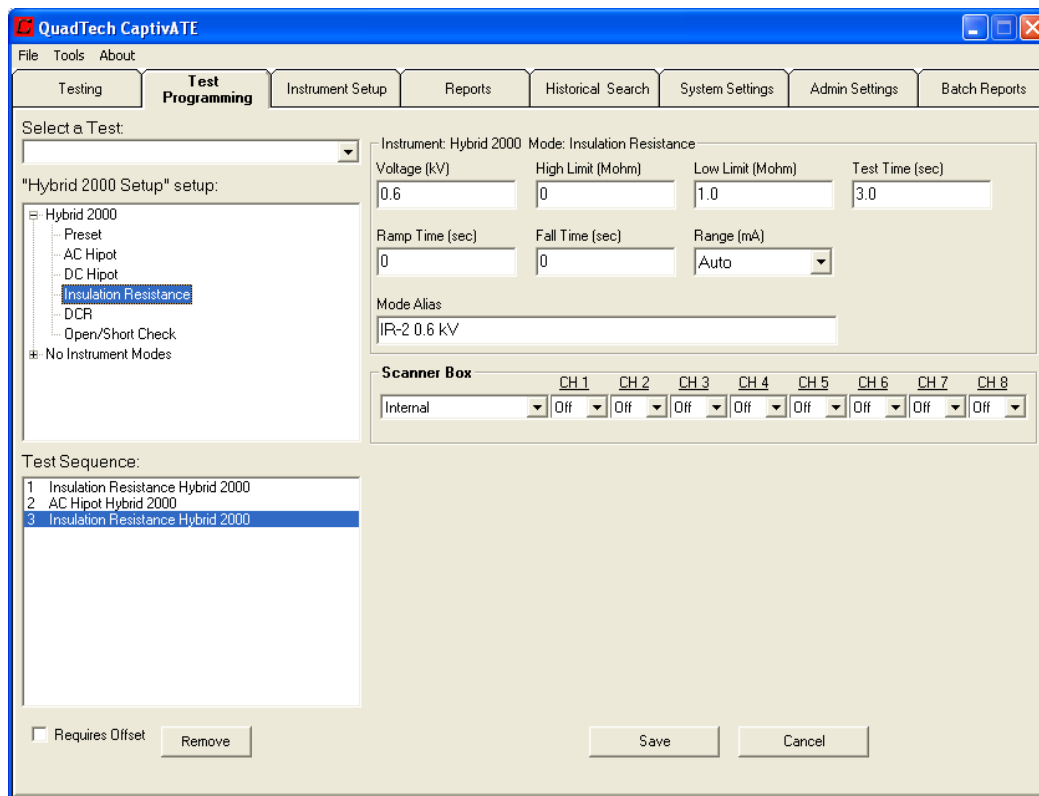 QuadTech CaptivATE
File Tools About
Testing
Test Programming
Instrument Setup
Reports
Historical Search
System Settings
Admin Settings
Batch Reports
Select a Test:
"Hybrid 2000 Setup" setup:
Hybrid 2000
Preset
AC Hipot
DC Hipot
Insulation Resistance
DCR
Open/Short Check
No Instrument Modes
Instrument: Hybrid 2000 Mode: Insulation Resistance
Voltage (kV) High Limit (Mohm) Low Limit (Mohm) Test Time (sec)
0.6 0 1.0 3.0
Ramp Time (sec) Fall Time (sec) Range (mA)
0 0 Auto
Mode Alias
IR-2 0.6 kV
Scanner Box
CH 1 CH 2 CH 3 CH 4 CH 5 CH 6 CH 7 CH 8
Internal Off Off Off Off Off Off Off Off
Test Sequence:
1 Insulation Resistance Hybrid 2000
2 AC Hipot Hybrid 2000
3 Insulation Resistance Hybrid 2000
Requires Offset
Remove
Save
Cancel